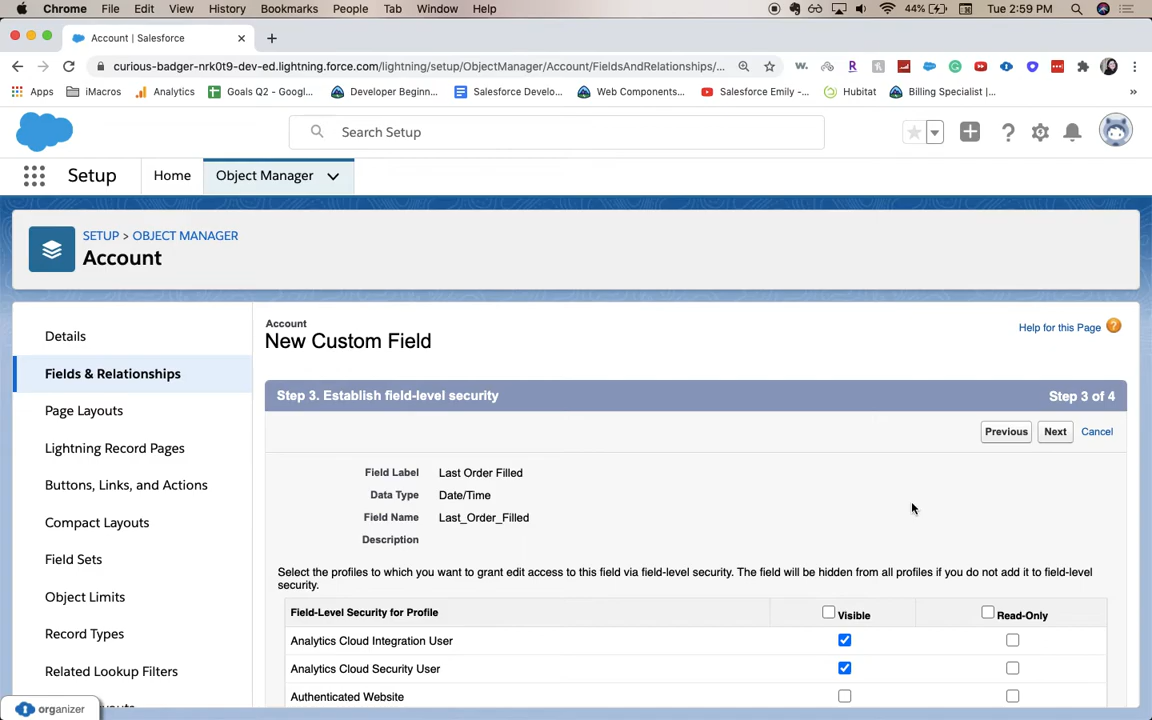 Chrome File Edit View History Bookmarks People Tab Window Help 44% Tue 2:59 PM
Account | Salesforce
curious-badger-nrk0t9-dev-ed.lightning.force.com/lightning/setup/ObjectManager/Account/FieldsAndRelationships/...
Apps iMacros Analytics Goals Q2 - Googl... Developer Beginn... Salesforce Develo... Web Components... Salesforce Emily -... Hubitat Billing Specialist |... »
Search Setup
Setup Home Object Manager
SETUP > OBJECT MANAGER
Account
Details
Fields & Relationships
Page Layouts
Lightning Record Pages
Buttons, Links, and Actions
Compact Layouts
Field Sets
Object Limits
Record Types
Related Lookup Filters
organizer
Account
New Custom Field
Help for this Page ?
Step 3. Establish field-level security Step 3 of 4
Previous Next Cancel
Field Label Last Order Filled
Data Type Date/Time
Field Name Last_Order_Filled
Description
Select the profiles to which you want to grant edit access to this field via field-level security. The field will be hidden from all profiles if you do not add it to field-level
security.
Field-Level Security for Profile Visible Read-Only
Analytics Cloud Integration User
Analytics Cloud Security User
Authenticated Website